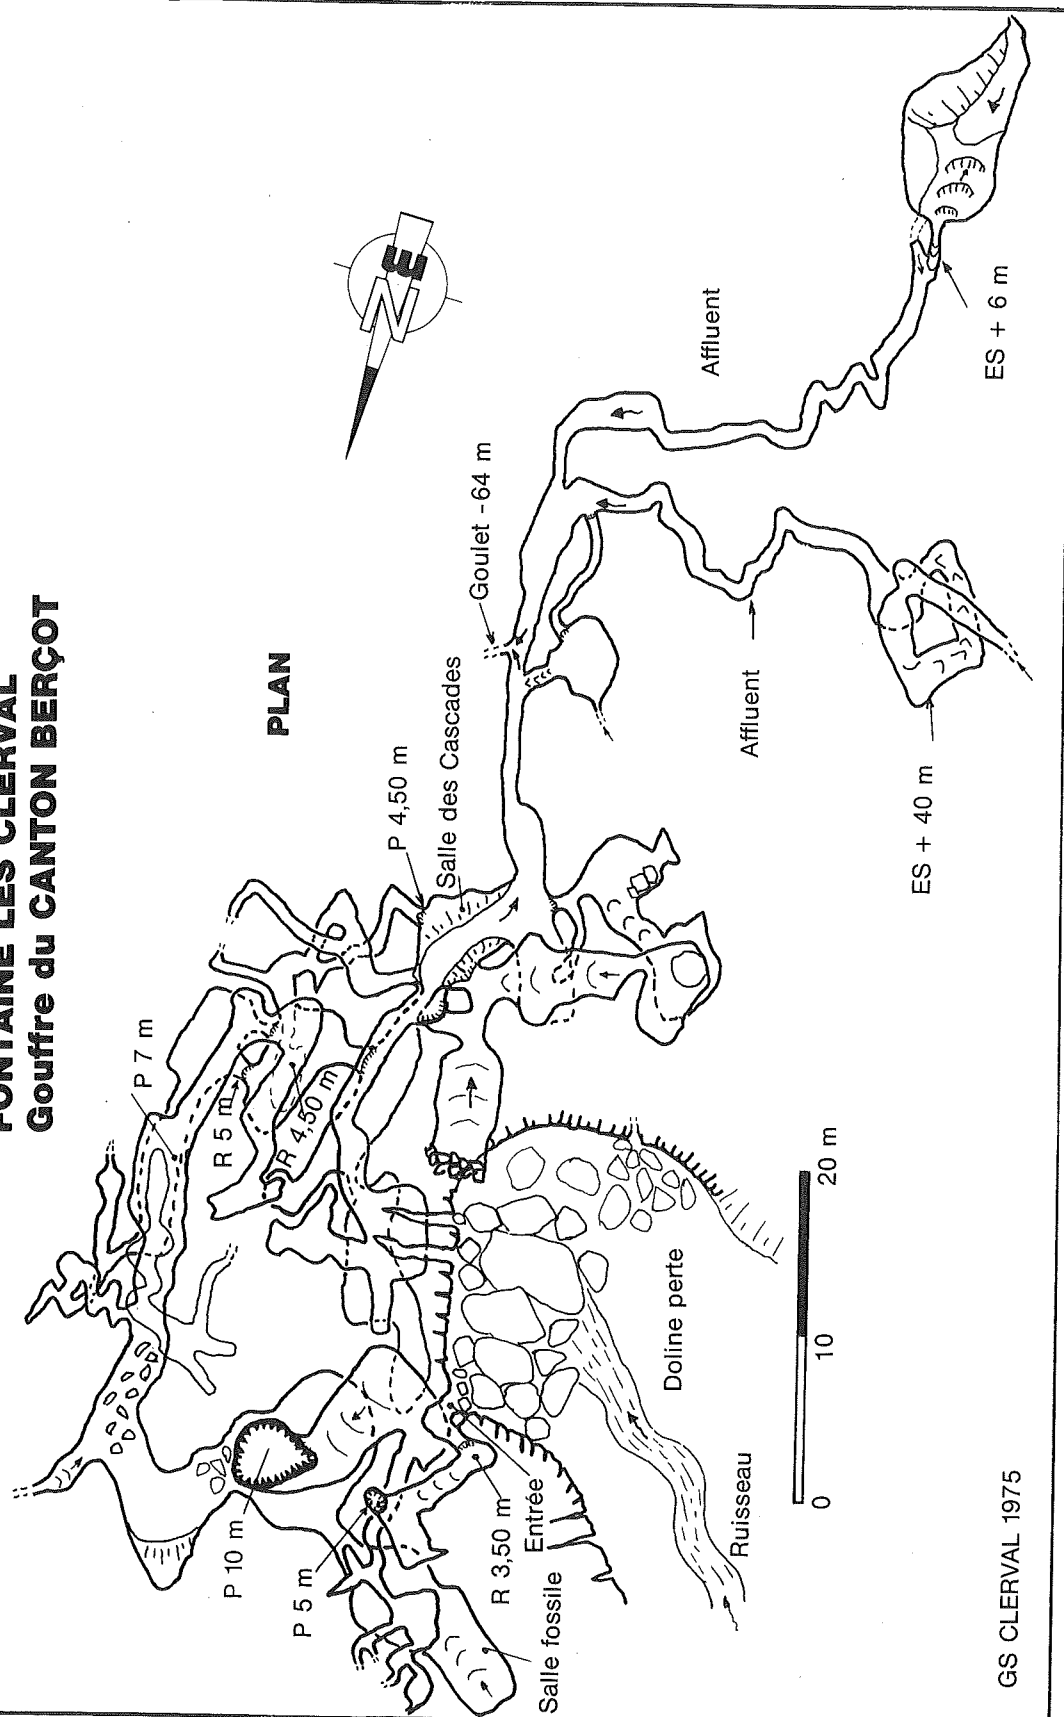 FONTAINE LES CLERVAL
Gouffre du CANTON BERÇOT
PLAN
N
E
P 7 m
R 5 m
R 4,50 m
P 4,50 m
Salle des Cascades
Goulet -64 m
Affluent
ES + 6 m
Affluent
ES + 40 m
P 10 m
P 5 m
R 3,50 m
Entrée
Salle fossile
Doline perte
Ruisseau
0
10
20 m
GS CLERVAL 1975